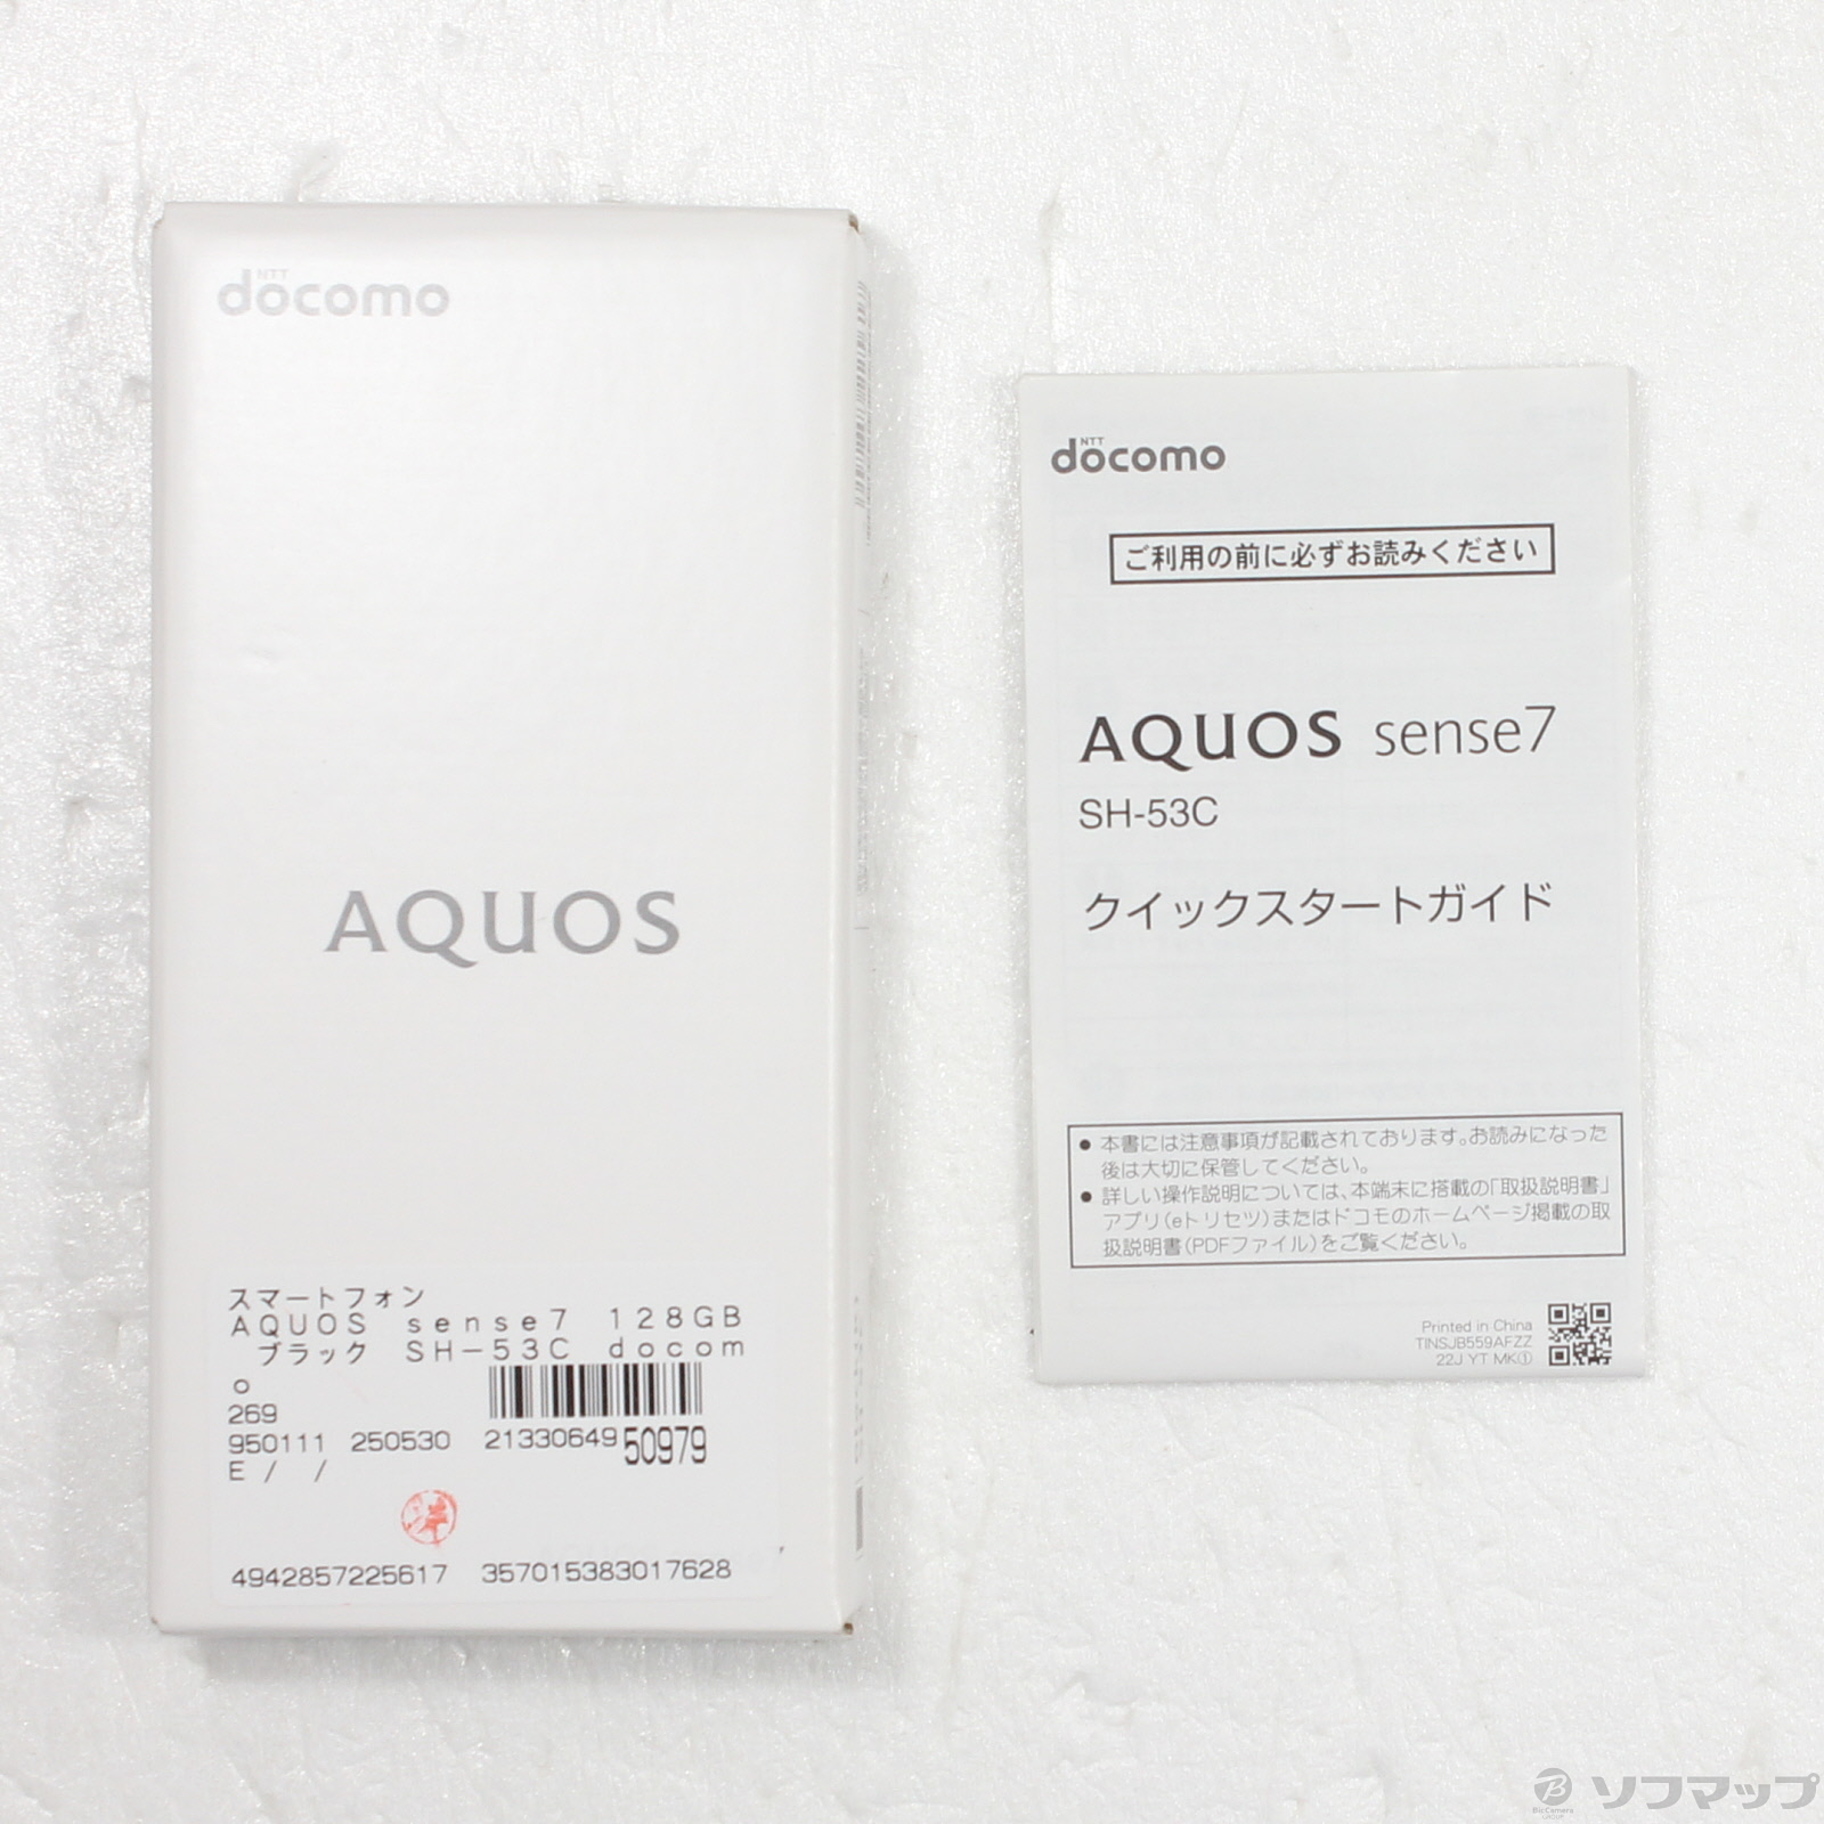 NTT
docomo
AQUOS
スマートフォン
AQUOS sense7 128GB
ブラック SH-53C docom
o
269
950111 250530 2133064950979
E / /
4942857225617 357015383017628
NTT
docomo
ご利用の前に必ずお読みください
AQUOS sense7
SH-53C
クイックスタートガイド
● 本書には注意事項が記載されております。お読みになった
後は大切に保管してください。
● 詳しい操作説明については、本端末に搭載の「取扱説明書」
アプリ(eトリセツ)またはドコモのホームページ掲載の取
扱説明書(PDFファイル)をご覧ください。
Printed in China
TINSJB559AFZZ
22J YT MK①
B
BicCamera
GROUP
ソフマップ